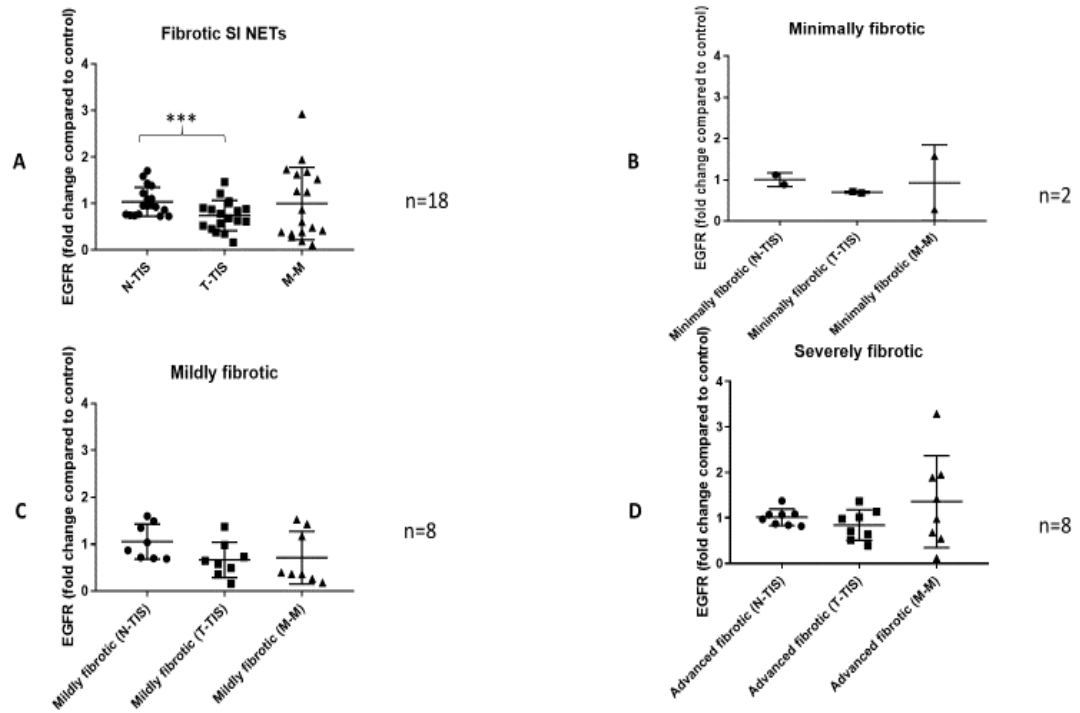 Fibrotic SI NETs
A
EGFR (fold change compared to control)
4
3
2
1
0
***
N-TIS
T-TIS
M-M
n=18
Minimally fibrotic
B
EGFR (fold change compared to control)
4
3
2
1
0
Minimally fibrotic (N-TIS)
Minimally fibrotic (T-TIS)
Minimally fibrotic (M-M)
n=2
Mildly fibrotic
C
EGFR (fold change compared to control)
4
3
2
1
0
Mildly fibrotic (N-TIS)
Mildly fibrotic (T-TIS)
Mildly fibrotic (M-M)
n=8
Severely fibrotic
D
EGFR (fold change compared to control)
4
3
2
1
0
Advanced fibrotic (N-TIS)
Advanced fibrotic (T-TIS)
Advanced fibrotic (M-M)
n=8